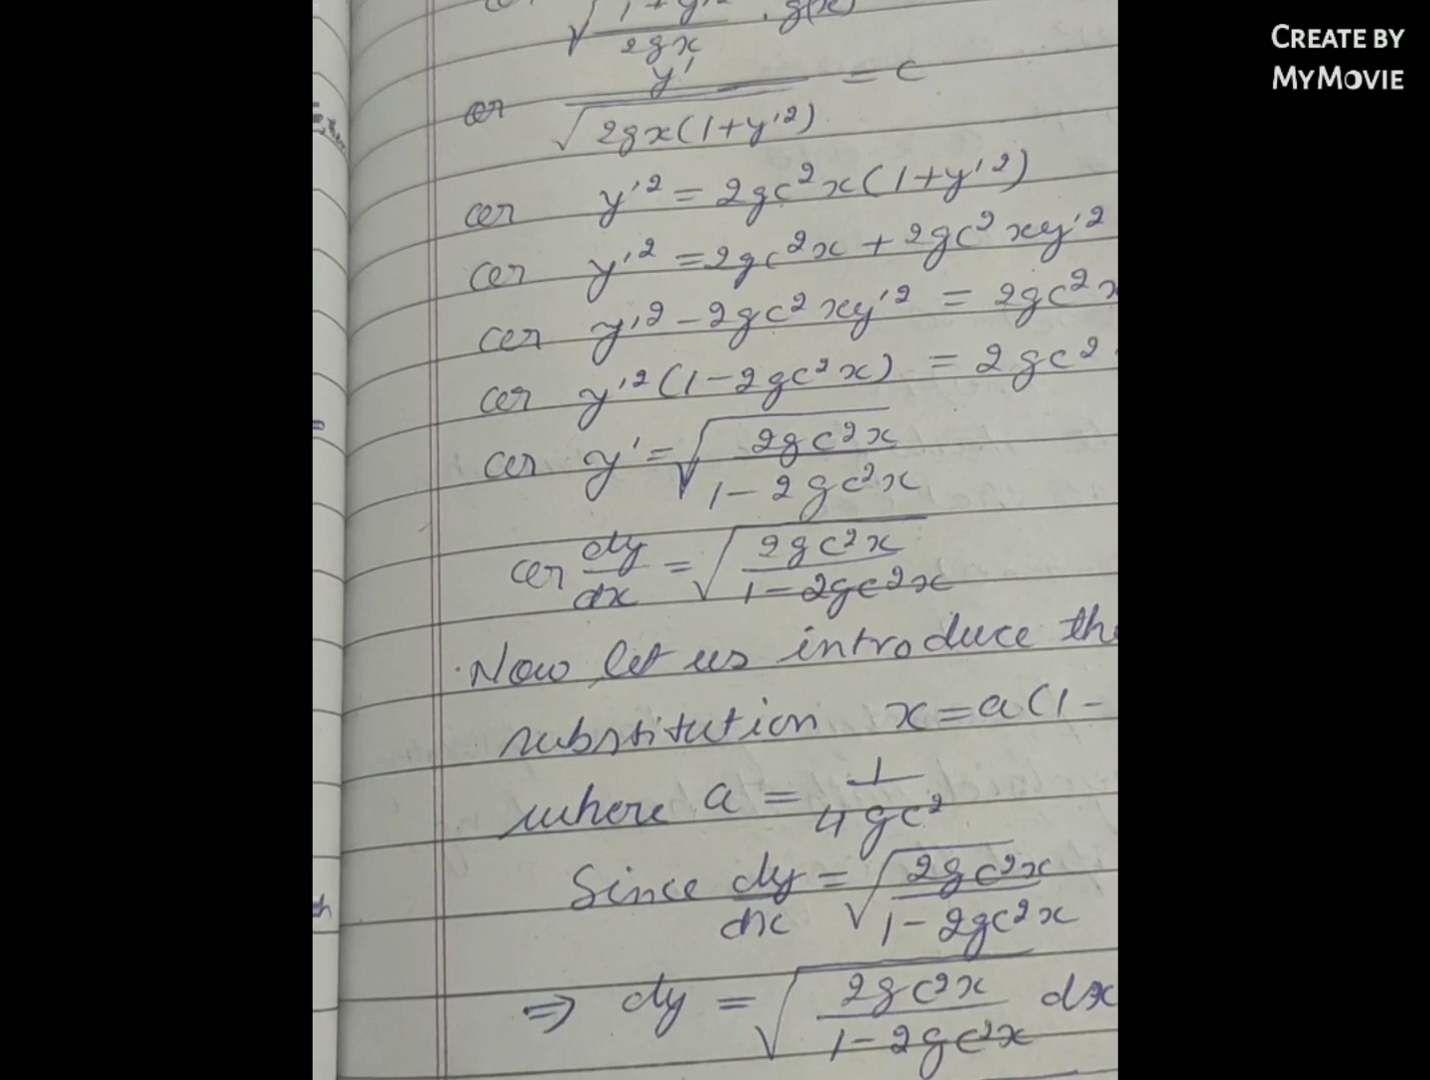 √(1+y'²)/(2gx) . g(x)
or y'/√(2gx(1+y'²)) = c
or y'² = 2gc²x(1+y'²)
or y'² = 2gc²x + 2gc²xy'²
or y'² - 2gc²xy'² = 2gc²x
or y'²(1-2gc²x) = 2gc²
or y' = √(2gc²x/(1-2gc²x))
or dy/dx = √(2gc²x/(1-2gc²x))
Now let us introduce the
substitution x = a(1-
where a = 1/4gc²
Since dy/dx = √(2gc²x/(1-2gc²x))
⇒ dy = √(2gc²x/(1-2gc²x)) dx
CREATE BY
MYMOVIE